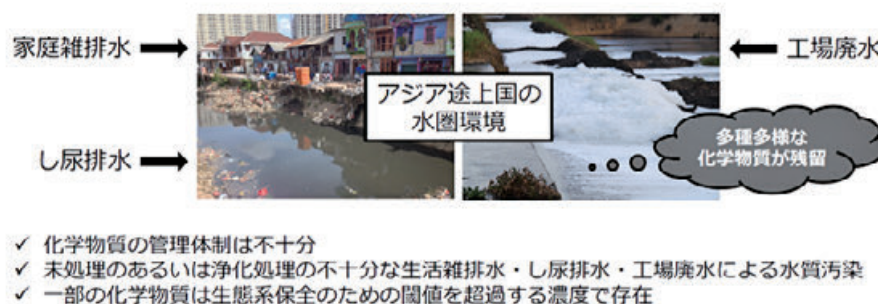 家庭雑排水
し尿排水
アジア途上国の
水圏環境
工場廃水
多種多様な
化学物質が残留
✓ 化学物質の管理体制は不十分
✓ 未処理のあるいは浄化処理の不十分な生活雑排水・し尿排水・工場廃水による水質汚染
✓ 一部の化学物質は生態系保全のための閾値を超過する濃度で存在